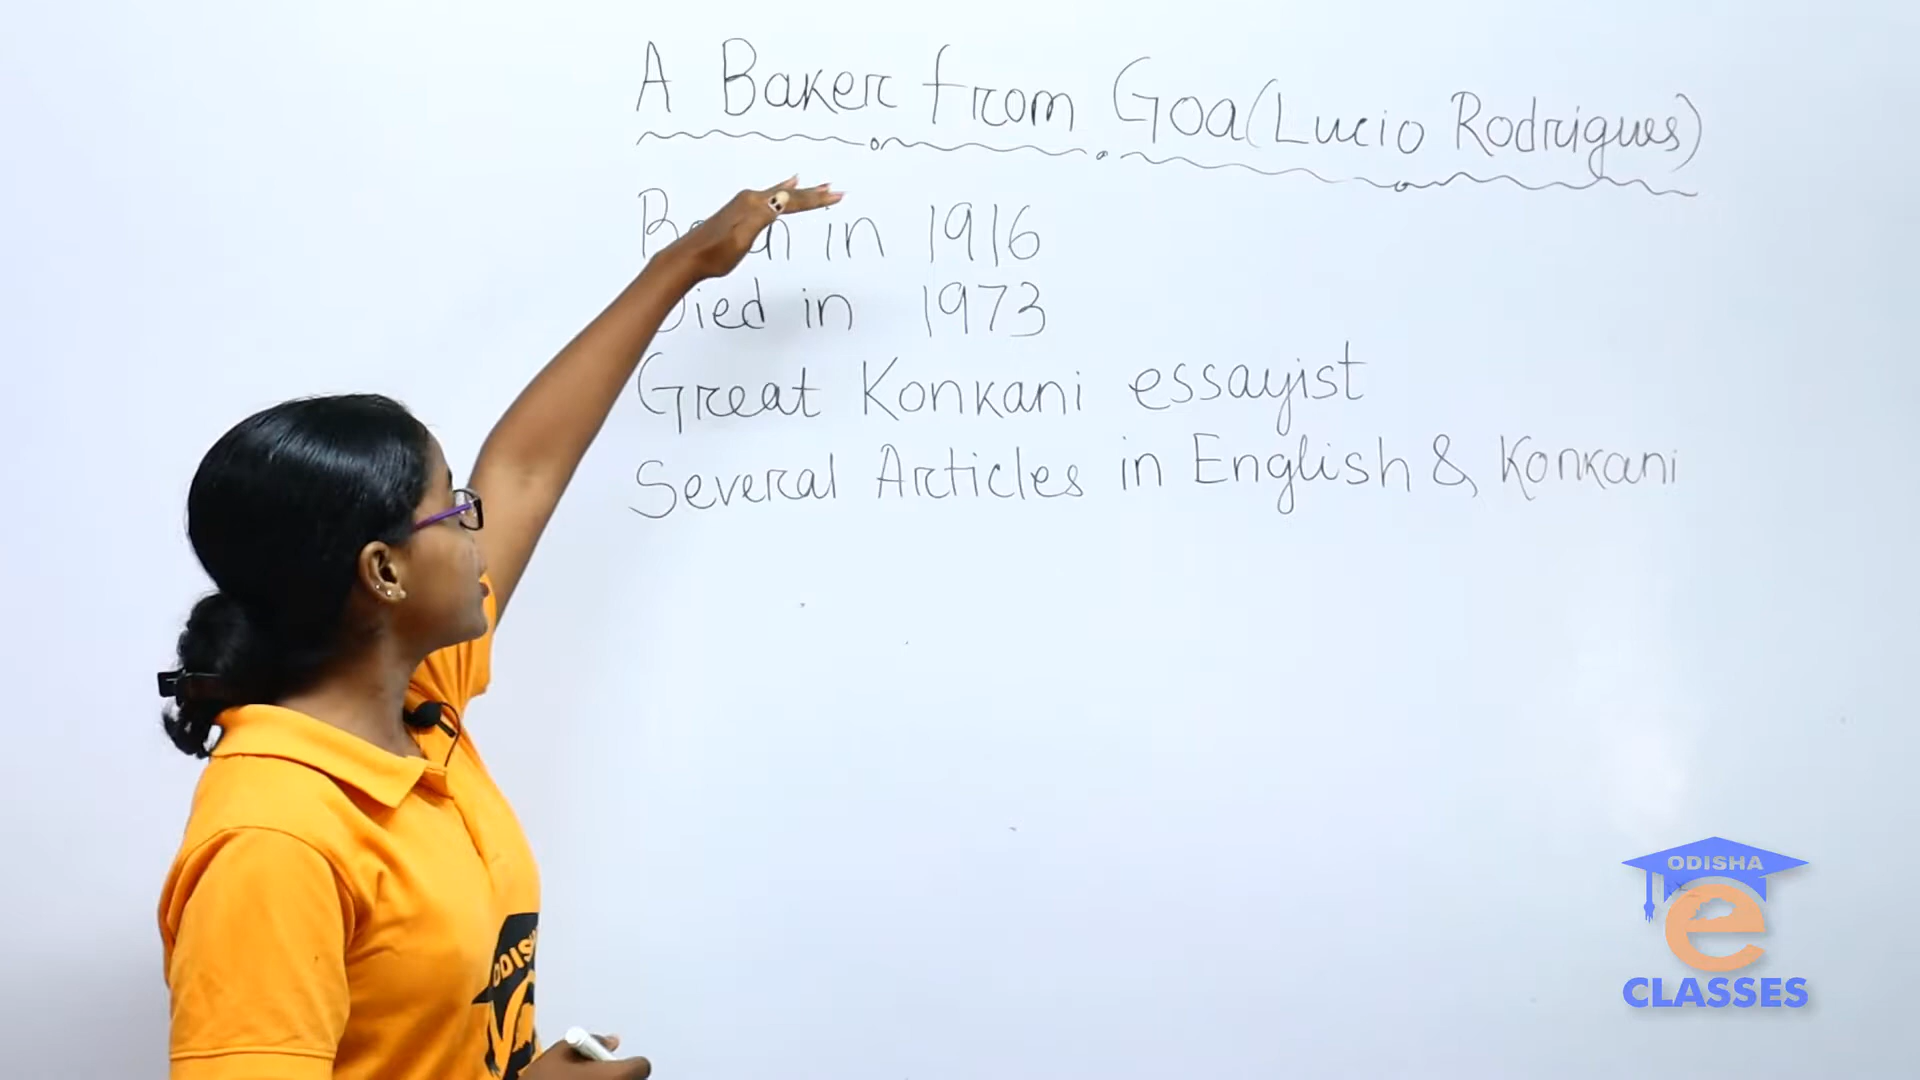 A Baker from Goa (Lucio Rodrigues)
in 1916
Died in 1973
Great Konkani essayist
Several Articles in English & Konkani
ODISHA
e
CLASSES